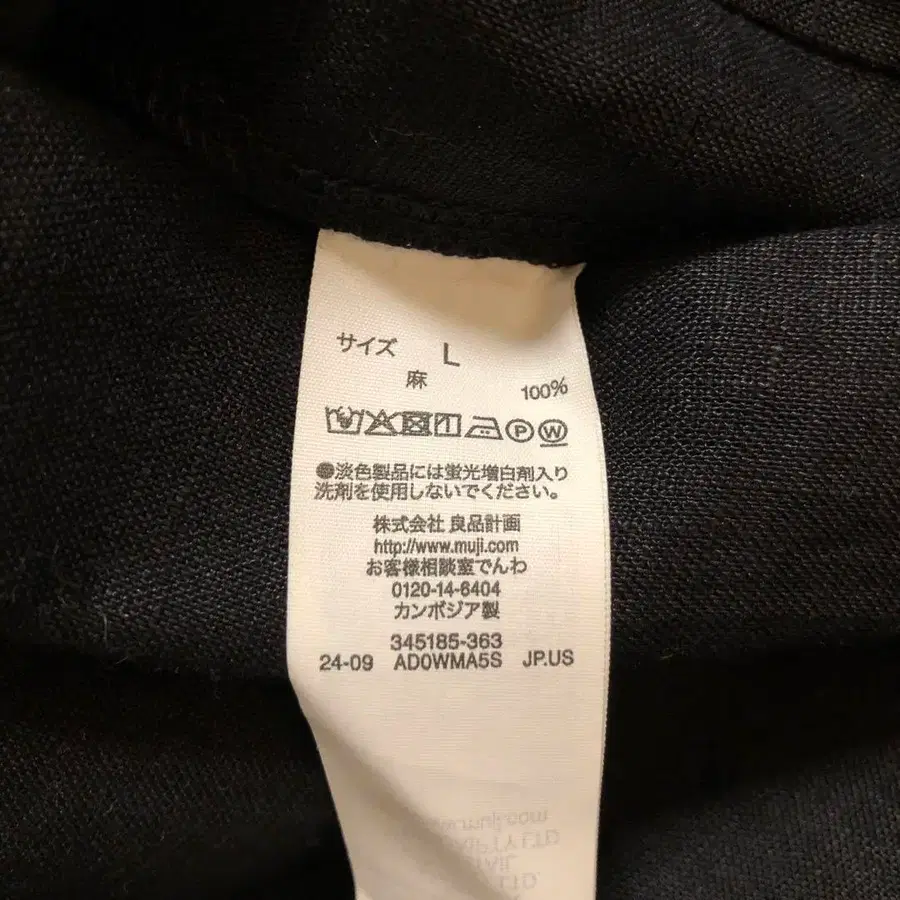 サイズ L
麻 100%
P W
●淡色製品には蛍光増白剤入り
洗剤を使用しないでください。
株式会社 良品計画
http://www.muji.com
お客様相談室でんわ
0120-14-6404
カンボジア製
345185-363
24-09 AD0WMA5S JP.US